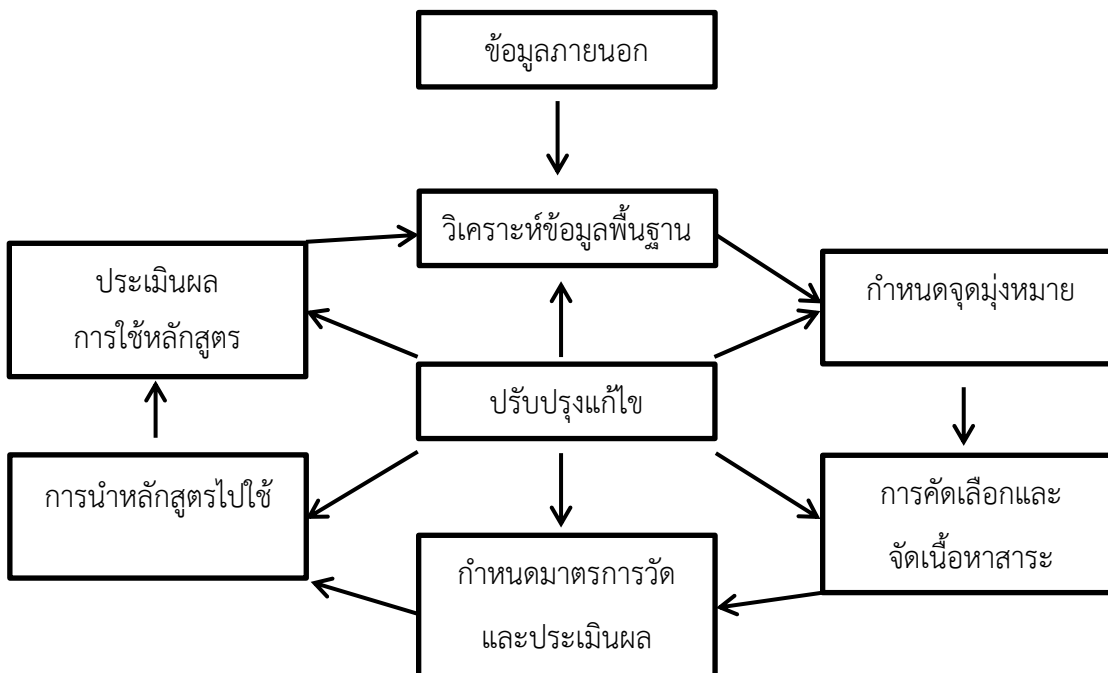 ข้อมูลภายนอก
วิเคราะห์ข้อมูลพื้นฐาน
ประเมินผล
การใช้หลักสูตร
กำหนดจุดมุ่งหมาย
ปรับปรุงแก้ไข
การนำหลักสูตรไปใช้
การคัดเลือกและ
จัดเนื้อหาสาระ
กำหนดมาตรการวัด
และประเมินผล